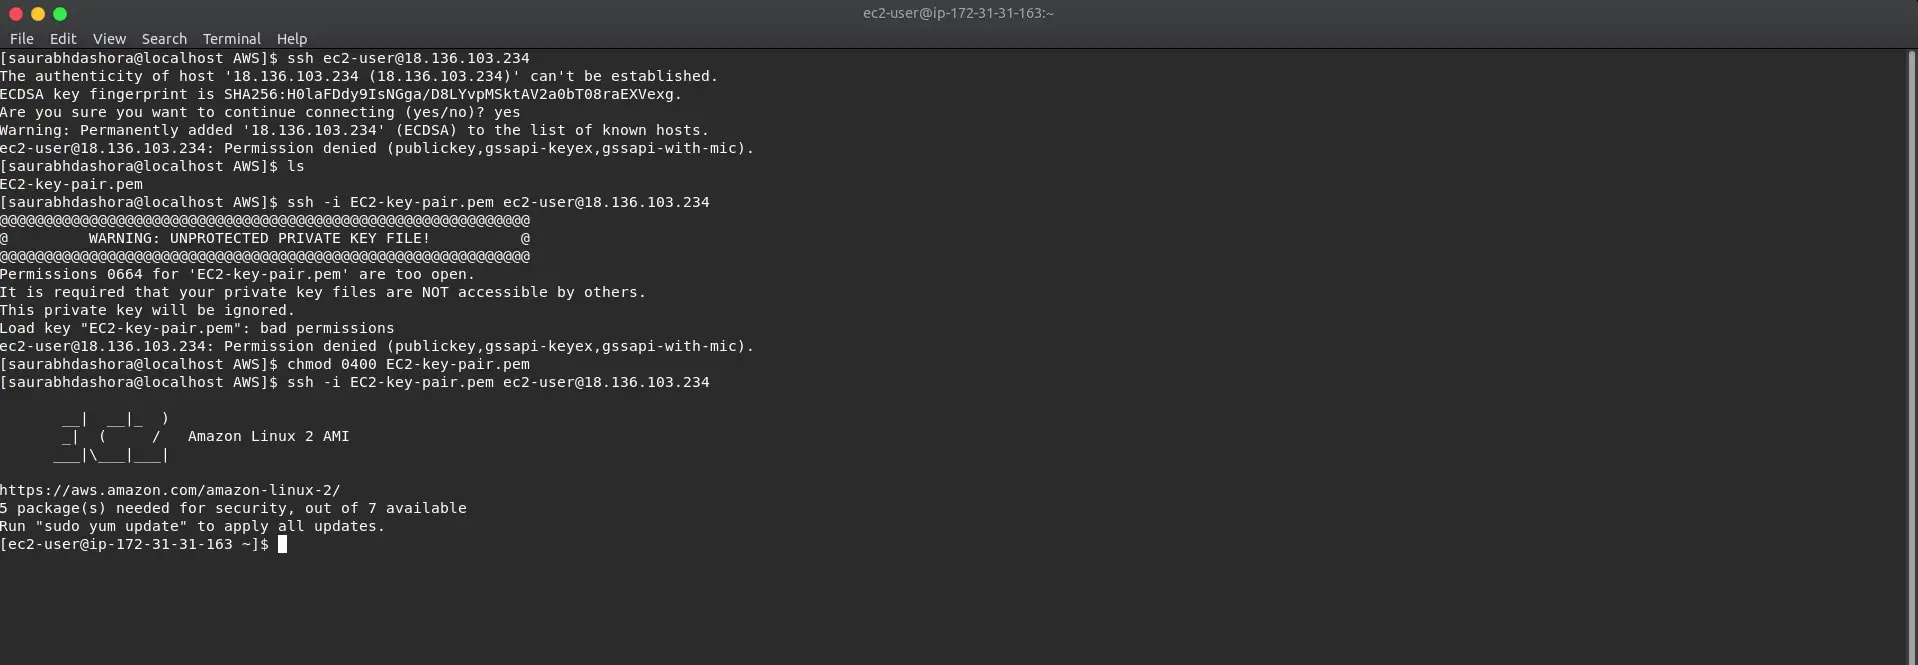 ec2-user@ip-172-31-31-163:~
File Edit View Search Terminal Help
[saurabhdashora@localhost AWS]$ ssh ec2-user@18.136.103.234
The authenticity of host '18.136.103.234 (18.136.103.234)' can't be established.
ECDSA key fingerprint is SHA256:H0laFDdy9IsNGga/D8LYvpMSktAV2a0bT08raEXVexg.
Are you sure you want to continue connecting (yes/no)? yes
Warning: Permanently added '18.136.103.234' (ECDSA) to the list of known hosts.
ec2-user@18.136.103.234: Permission denied (publickey,gssapi-keyex,gssapi-with-mic).
[saurabhdashora@localhost AWS]$ ls
EC2-key-pair.pem
[saurabhdashora@localhost AWS]$ ssh -i EC2-key-pair.pem ec2-user@18.136.103.234
@@@@@@@@@@@@@@@@@@@@@@@@@@@@@@@@@@@@@@@@@@@@@@@@@@@@@@@@@@@
@         WARNING: UNPROTECTED PRIVATE KEY FILE!          @
@@@@@@@@@@@@@@@@@@@@@@@@@@@@@@@@@@@@@@@@@@@@@@@@@@@@@@@@@@@
Permissions 0664 for 'EC2-key-pair.pem' are too open.
It is required that your private key files are NOT accessible by others.
This private key will be ignored.
Load key "EC2-key-pair.pem": bad permissions
ec2-user@18.136.103.234: Permission denied (publickey,gssapi-keyex,gssapi-with-mic).
[saurabhdashora@localhost AWS]$ chmod 0400 EC2-key-pair.pem
[saurabhdashora@localhost AWS]$ ssh -i EC2-key-pair.pem ec2-user@18.136.103.234
       __|  __|_  )
       _|  (     /   Amazon Linux 2 AMI
      ___|\___|___|
https://aws.amazon.com/amazon-linux-2/
5 package(s) needed for security, out of 7 available
Run "sudo yum update" to apply all updates.
[ec2-user@ip-172-31-31-163 ~]$